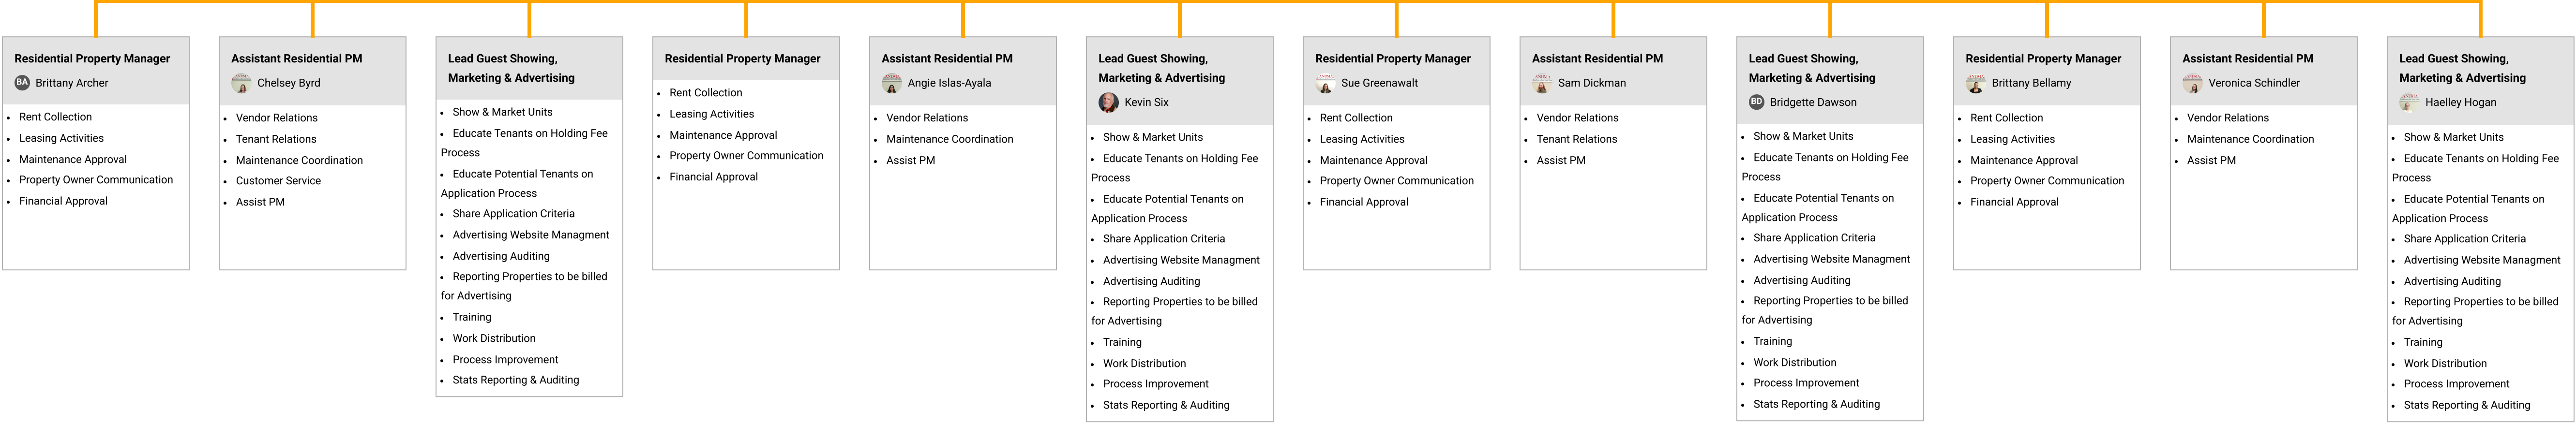 Residential Property Manager
BA Brittany Archer
• Rent Collection
• Leasing Activities
• Maintenance Approval
• Property Owner Communication
• Financial Approval
Assistant Residential PM
Chelsey Byrd
• Vendor Relations
• Tenant Relations
• Maintenance Coordination
• Customer Service
• Assist PM
Lead Guest Showing,
Marketing & Advertising
• Show & Market Units
• Educate Tenants on Holding Fee
Process
• Educate Potential Tenants on
Application Process
• Share Application Criteria
• Advertising Website Managment
• Advertising Auditing
• Reporting Properties to be billed
for Advertising
• Training
• Work Distribution
• Process Improvement
• Stats Reporting & Auditing
Residential Property Manager
• Rent Collection
• Leasing Activities
• Maintenance Approval
• Property Owner Communication
• Financial Approval
Assistant Residential PM
Angie Islas-Ayala
• Vendor Relations
• Maintenance Coordination
• Assist PM
Lead Guest Showing,
Marketing & Advertising
Kevin Six
• Show & Market Units
• Educate Tenants on Holding Fee
Process
• Educate Potential Tenants on
Application Process
• Share Application Criteria
• Advertising Website Managment
• Advertising Auditing
• Reporting Properties to be billed
for Advertising
• Training
• Work Distribution
• Process Improvement
• Stats Reporting & Auditing
Residential Property Manager
Sue Greenawalt
• Rent Collection
• Leasing Activities
• Maintenance Approval
• Property Owner Communication
• Financial Approval
Assistant Residential PM
Sam Dickman
• Vendor Relations
• Tenant Relations
• Assist PM
Lead Guest Showing,
Marketing & Advertising
BD Bridgette Dawson
• Show & Market Units
• Educate Tenants on Holding Fee
Process
• Educate Potential Tenants on
Application Process
• Share Application Criteria
• Advertising Website Managment
• Advertising Auditing
• Reporting Properties to be billed
for Advertising
• Training
• Work Distribution
• Process Improvement
• Stats Reporting & Auditing
Residential Property Manager
Brittany Bellamy
• Rent Collection
• Leasing Activities
• Maintenance Approval
• Property Owner Communication
• Financial Approval
Assistant Residential PM
Veronica Schindler
• Vendor Relations
• Maintenance Coordination
• Assist PM
Lead Guest Showing,
Marketing & Advertising
Haelley Hogan
• Show & Market Units
• Educate Tenants on Holding Fee
Process
• Educate Potential Tenants on
Application Process
• Share Application Criteria
• Advertising Website Managment
• Advertising Auditing
• Reporting Properties to be billed
for Advertising
• Training
• Work Distribution
• Process Improvement
• Stats Reporting & Auditing